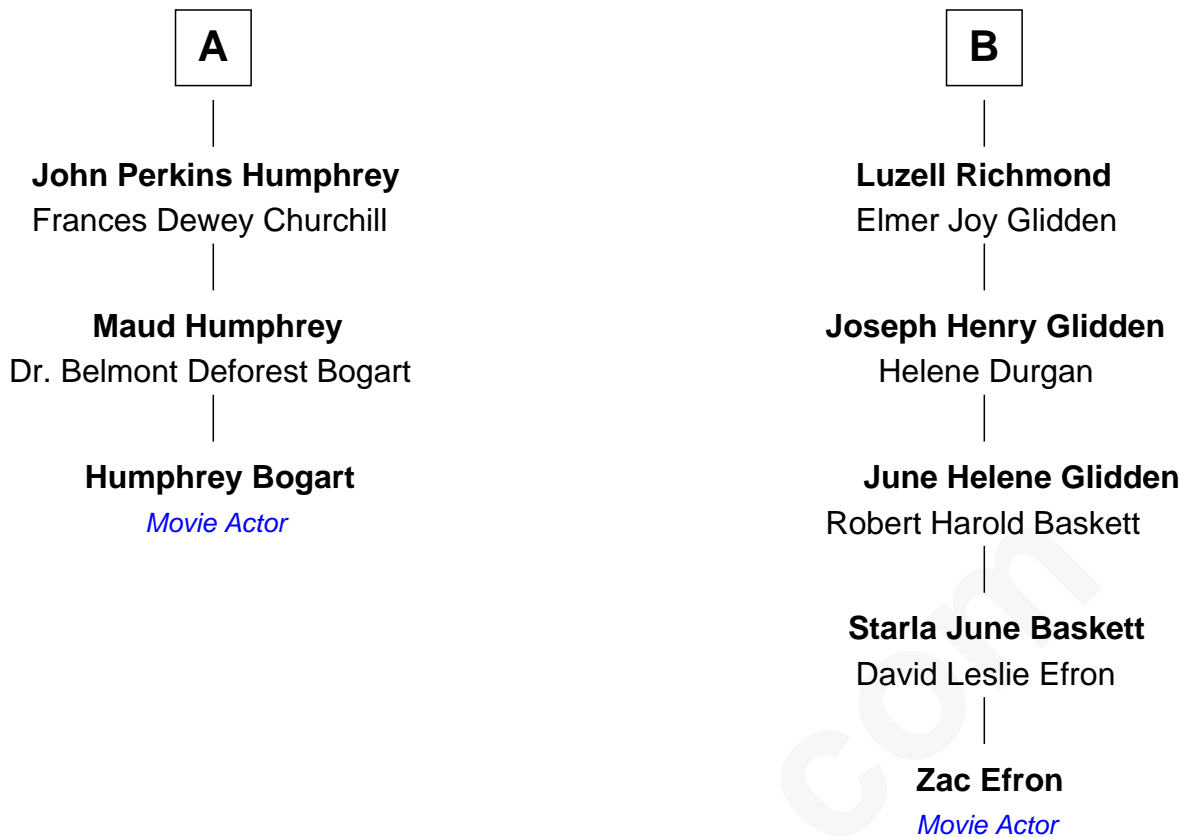 A
John Perkins Humphrey
Frances Dewey Churchill
Maud Humphrey
Dr. Belmont Deforest Bogart
Humphrey Bogart
Movie Actor
B
Luzell Richmond
Elmer Joy Glidden
Joseph Henry Glidden
Helene Durgan
June Helene Glidden
Robert Harold Baskett
Starla June Baskett
David Leslie Efron
Zac Efron
Movie Actor
com